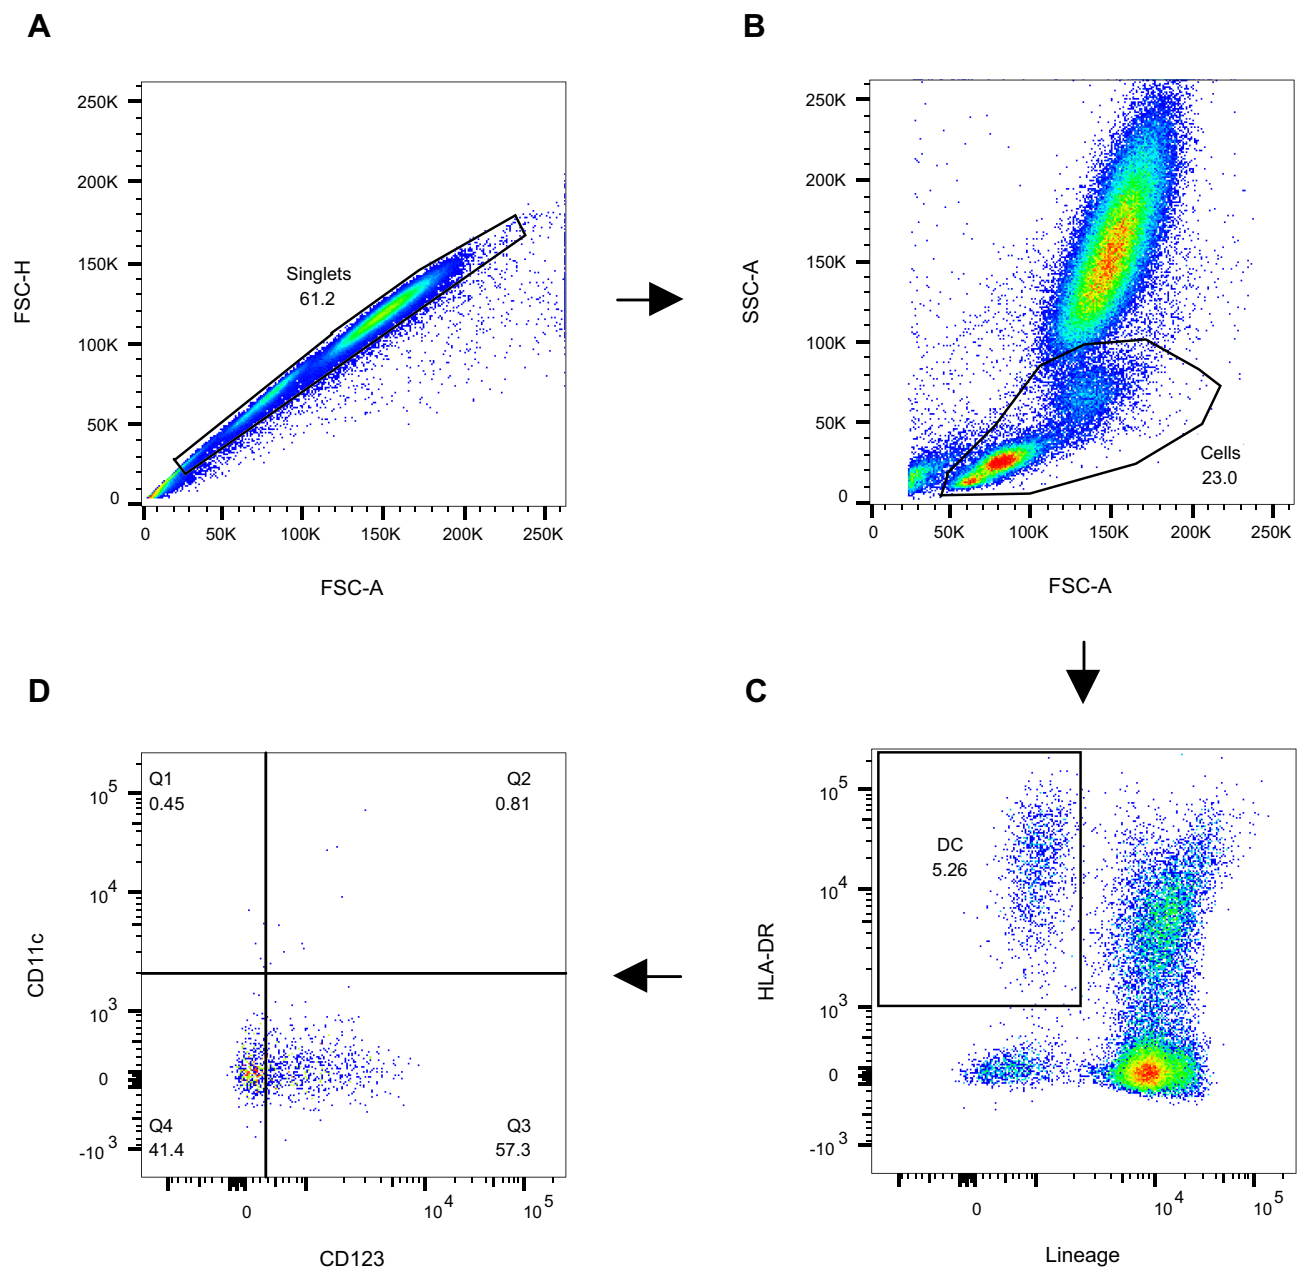 A
250K
200K
150K
100K
50K
0
FSC-H
Singlets
61.2
0
50K
100K
150K
200K
250K
FSC-A
B
250K
200K
150K
100K
50K
0
SSC-A
Cells
23.0
0
50K
100K
150K
200K
250K
FSC-A
D
10^5
10^4
10^3
0
-10^3
CD11c
Q1
0.45
Q2
0.81
Q4
41.4
Q3
57.3
0
10^4
10^5
CD123
C
10^5
10^4
10^3
0
-10^3
HLA-DR
DC
5.26
0
10^4
10^5
Lineage